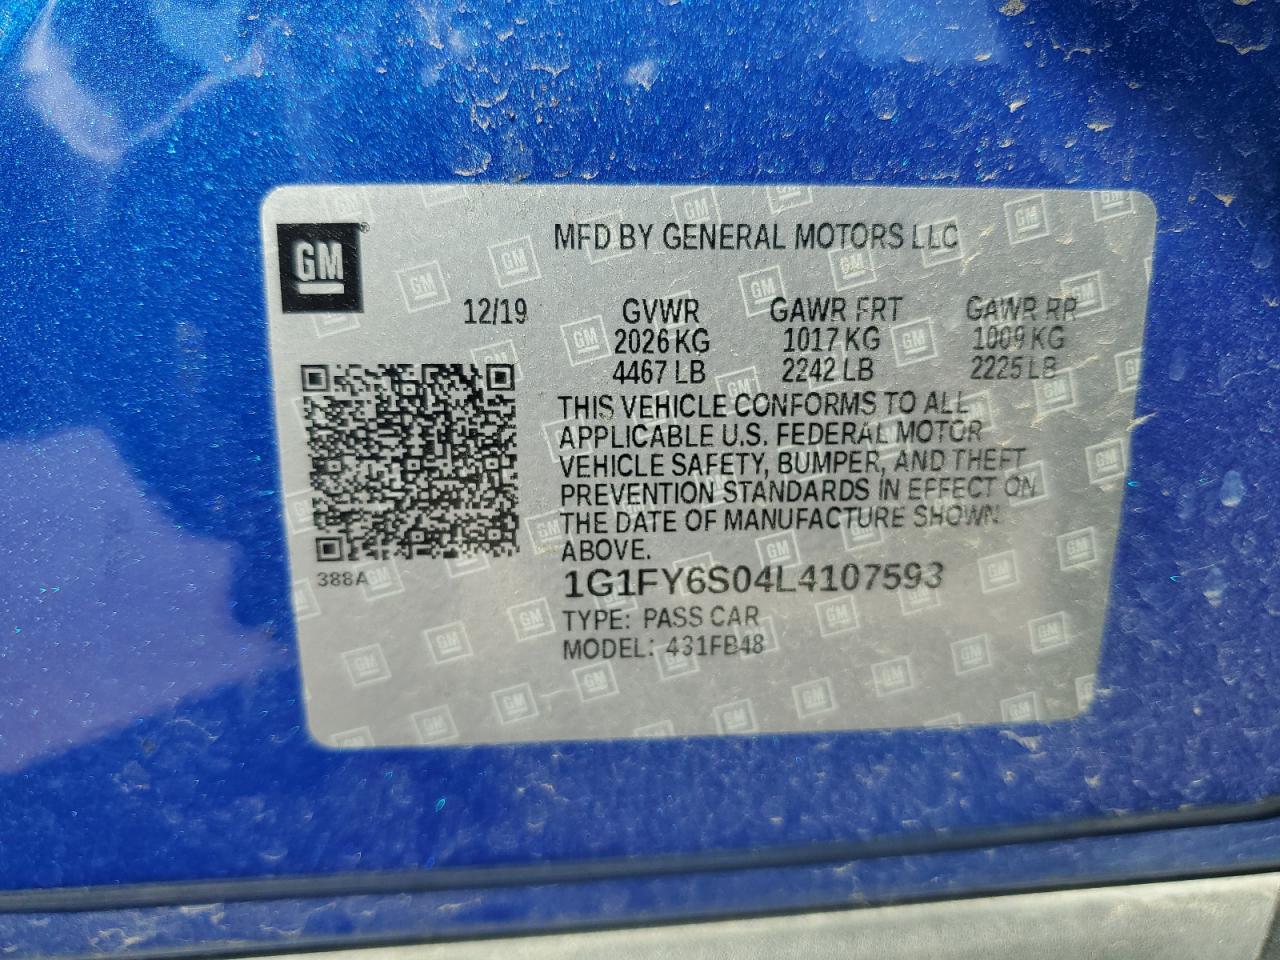 GM
MFD BY GENERAL MOTORS LLC
12/19 GVWR GAWR FRT GAWR RR
2026 KG 1017 KG 1009 KG
4467 LB 2242 LB 2225 LB
THIS VEHICLE CONFORMS TO ALL
APPLICABLE U.S. FEDERAL MOTOR
VEHICLE SAFETY, BUMPER, AND THEFT
PREVENTION STANDARDS IN EFFECT ON
THE DATE OF MANUFACTURE SHOWN
ABOVE.
388A
1G1FY6S04L4107593
TYPE: PASS CAR
MODEL: 431FB48